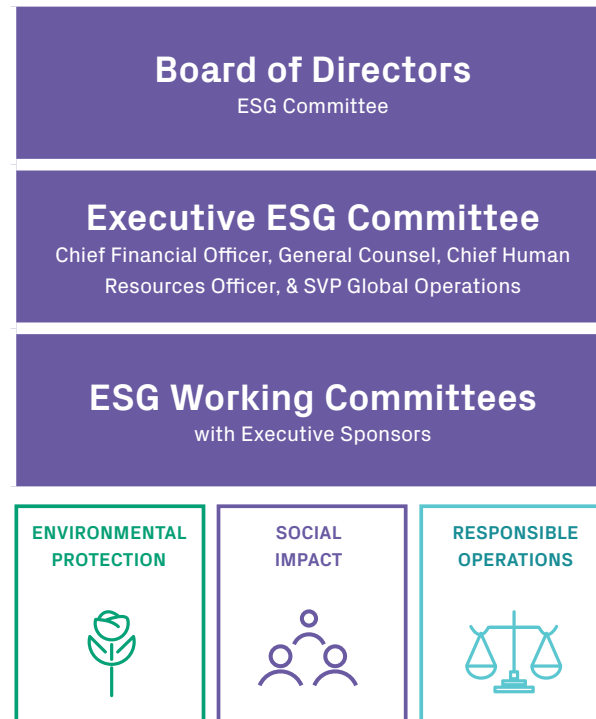 Board of Directors
ESG Committee
Executive ESG Committee
Chief Financial Officer, General Counsel, Chief Human
Resources Officer, & SVP Global Operations
ESG Working Committees
with Executive Sponsors
ENVIRONMENTAL
PROTECTION
SOCIAL
IMPACT
RESPONSIBLE
OPERATIONS